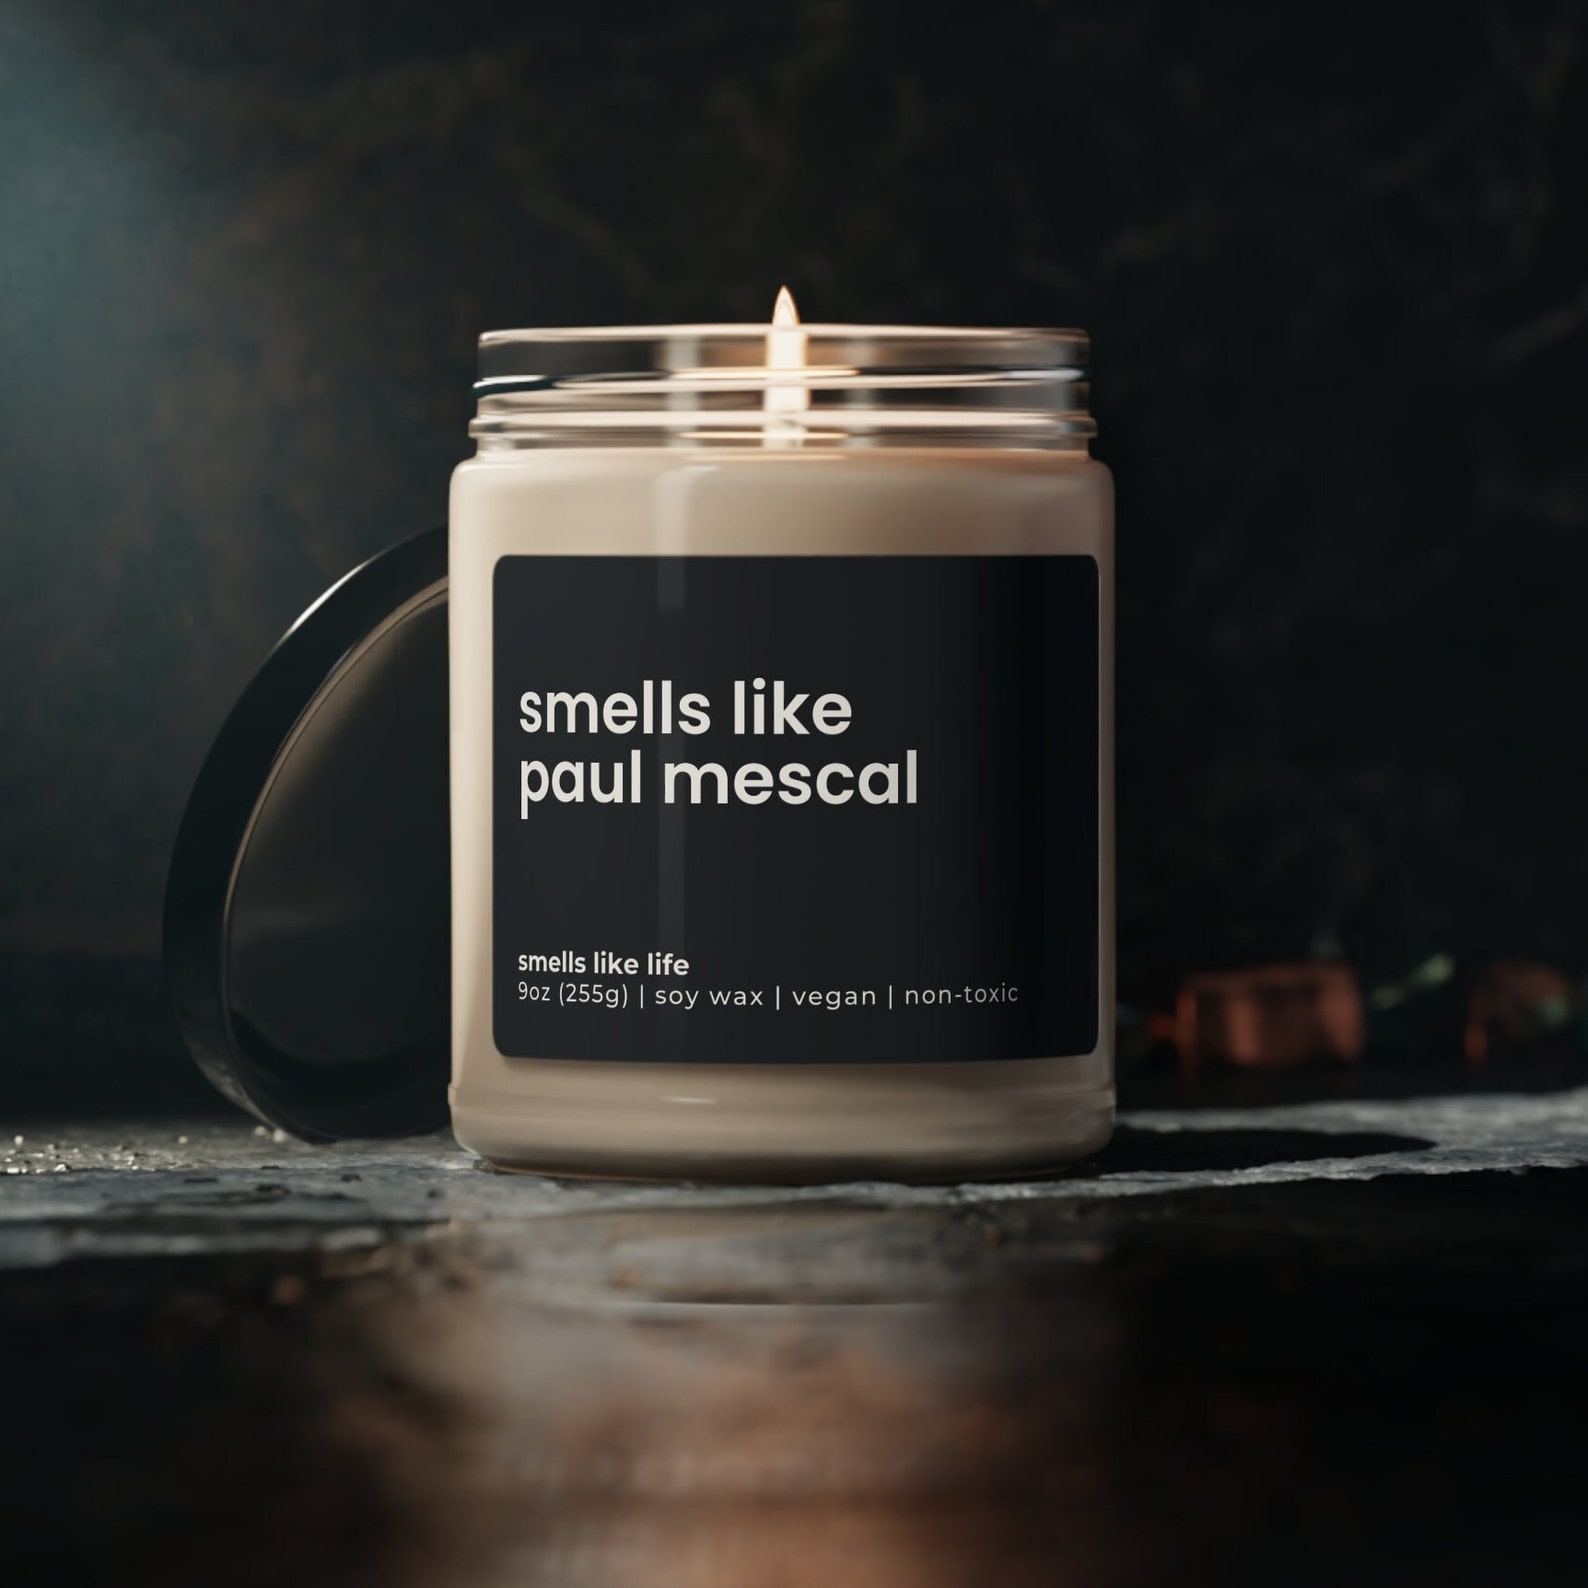 smells like
paul mescal
smells like life
9oz (255g) | soy wax | vegan | non-toxic